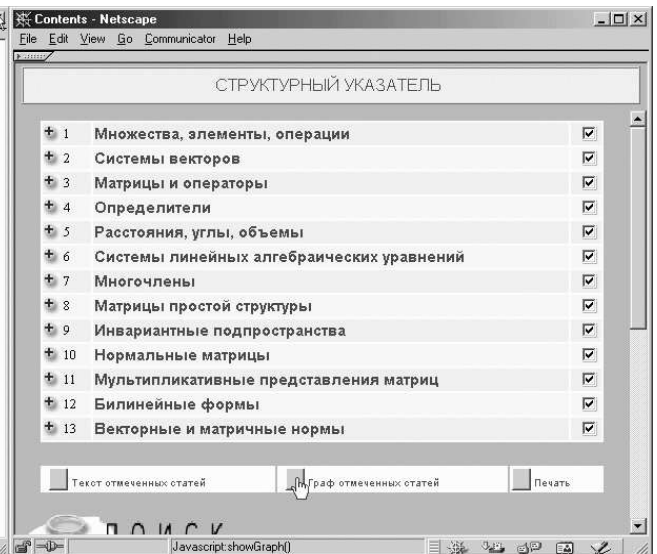 Contents - Netscape
File Edit View Go Communicator Help
СТРУКТУРНЫЙ УКАЗАТЕЛЬ
1 Множества, элементы, операции
2 Системы векторов
3 Матрицы и операторы
4 Определители
5 Расстояния, углы, объемы
6 Системы линейных алгебраических уравнений
7 Многочлены
8 Матрицы простой структуры
9 Инвариантные подпространства
10 Нормальные матрицы
11 Мультипликативные представления матриц
12 Билинейные формы
13 Векторные и матричные нормы
Текст отмеченных статей Граф отмеченных статей Печать
ПОИСК
Javascript:showGraph()